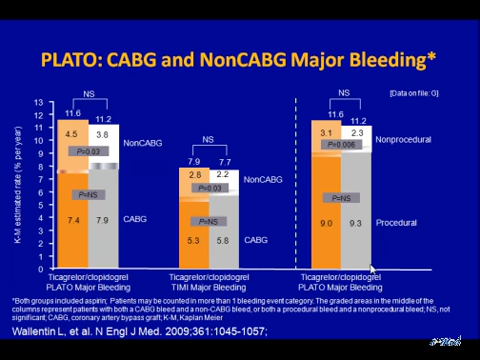 PLATO: CABG and NonCABG Major Bleeding*
NS
NS
NS
[Data on file: G]
K-M estimated rate (% per year)
13
12
11
10
9
8
7
6
5
4
3
2
1
0
11.6
11.2
4.5
3.8
NonCABG
P=0.03
P=NS
7.4
7.9
CABG
7.9
7.7
2.8
2.2
NonCABG
P=0.03
P=NS
5.3
5.8
CABG
11.6
11.2
3.1
2.3
Nonprocedural
P=0.006
P=NS
9.0
9.3
Procedural
Ticagrelor/clopidogrel
PLATO Major Bleeding
Ticagrelor/clopidogrel
TIMI Major Bleeding
Ticagrelor/clopidogrel
PLATO Major Bleeding
*Both groups included aspirin; Patients may be counted in more than 1 bleeding event category. The graded areas in the middle of the
columns represent patients with both a CABG bleed and a non-CABG bleed, or both a procedural bleed and a nonprocedural bleed; NS, not
significant; CABG, coronary artery bypass graft; K-M, Kaplan Meier
Wallentin L, et al. N Engl J Med. 2009;361:1045-1057;